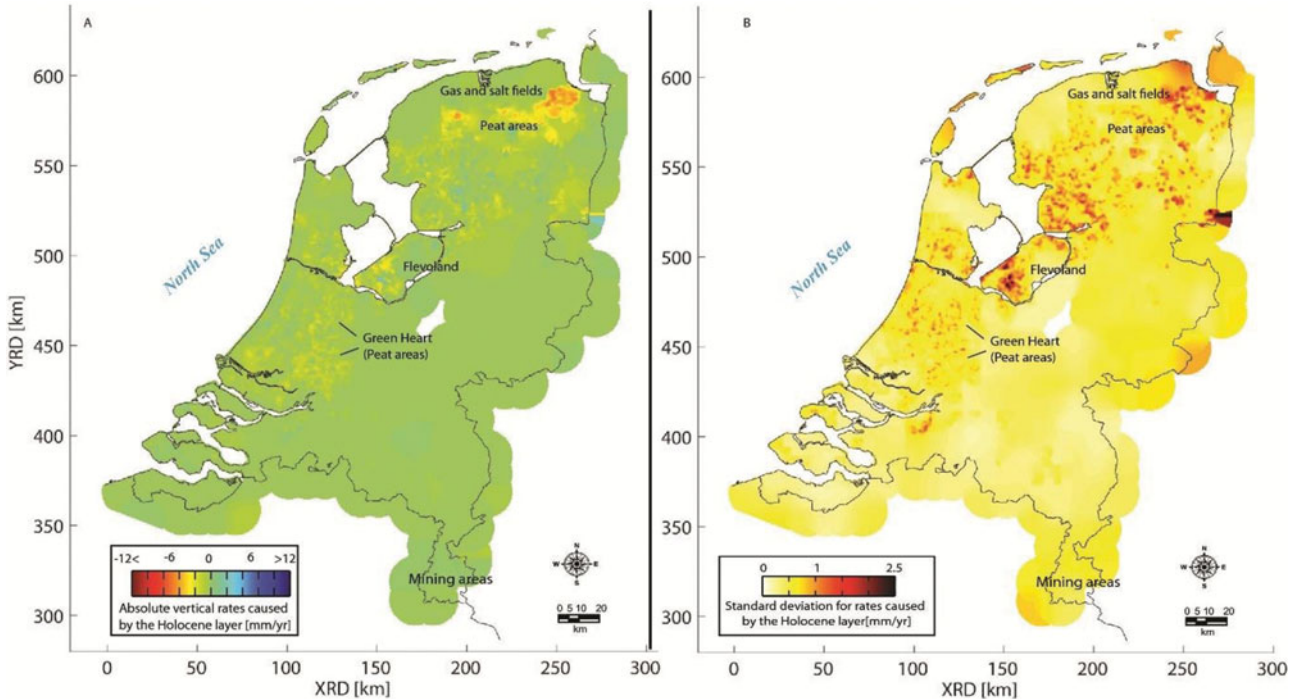 A
Gas and salt fields
Peat areas
North Sea
Flevoland
Green Heart
(Peat areas)
Mining areas
YRD [km]
600
550
500
450
400
350
300
-12< -6 0 6 >12
Absolute vertical rates caused
by the Holocene layer [mm/yr]
N
W E
S
0 5 10 20
km
0 50 100 150 200 250 300
XRD [km]
B
Gas and salt fields
Peat areas
North Sea
Flevoland
Green Heart
(Peat areas)
Mining areas
600
550
500
450
400
350
300
0 1 2.5
Standard deviation for rates caused
by the Holocene layer[mm/yr]
N
W E
S
0 5 10 20
km
0 50 100 150 200 250 300
XRD [km]